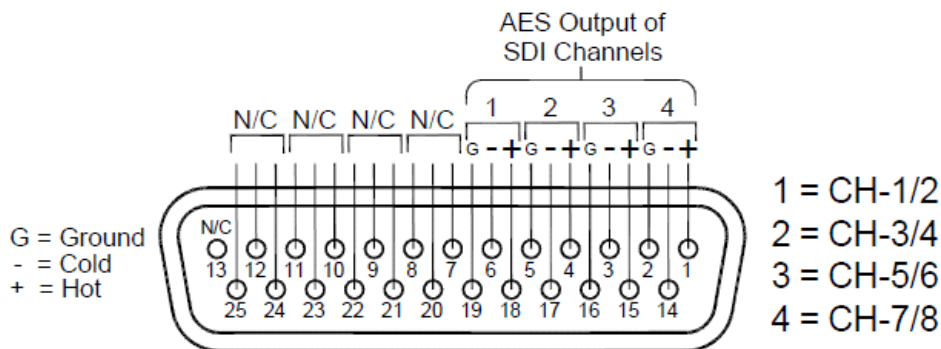 AES Output of
SDI Channels
N/C N/C N/C N/C 1 2 3 4
G - + G - + G - + G - +
1 = CH-1/2
2 = CH-3/4
3 = CH-5/6
4 = CH-7/8
G = Ground
- = Cold
+ = Hot
N/C
13 12 11 10 9 8 7 6 5 4 3 2 1
25 24 23 22 21 20 19 18 17 16 15 14